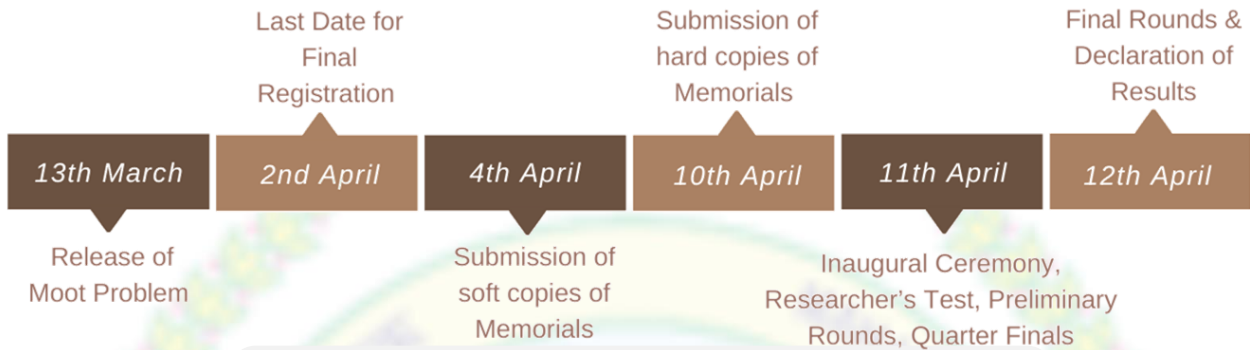 Last Date for
Final
Registration
Submission of
hard copies of
Memorials
Final Rounds &
Declaration of
Results
13th March
2nd April
4th April
10th April
11th April
12th April
Release of
Moot Problem
Submission of
soft copies of
Memorials
Inaugural Ceremony,
Researcher's Test, Preliminary
Rounds, Quarter Finals